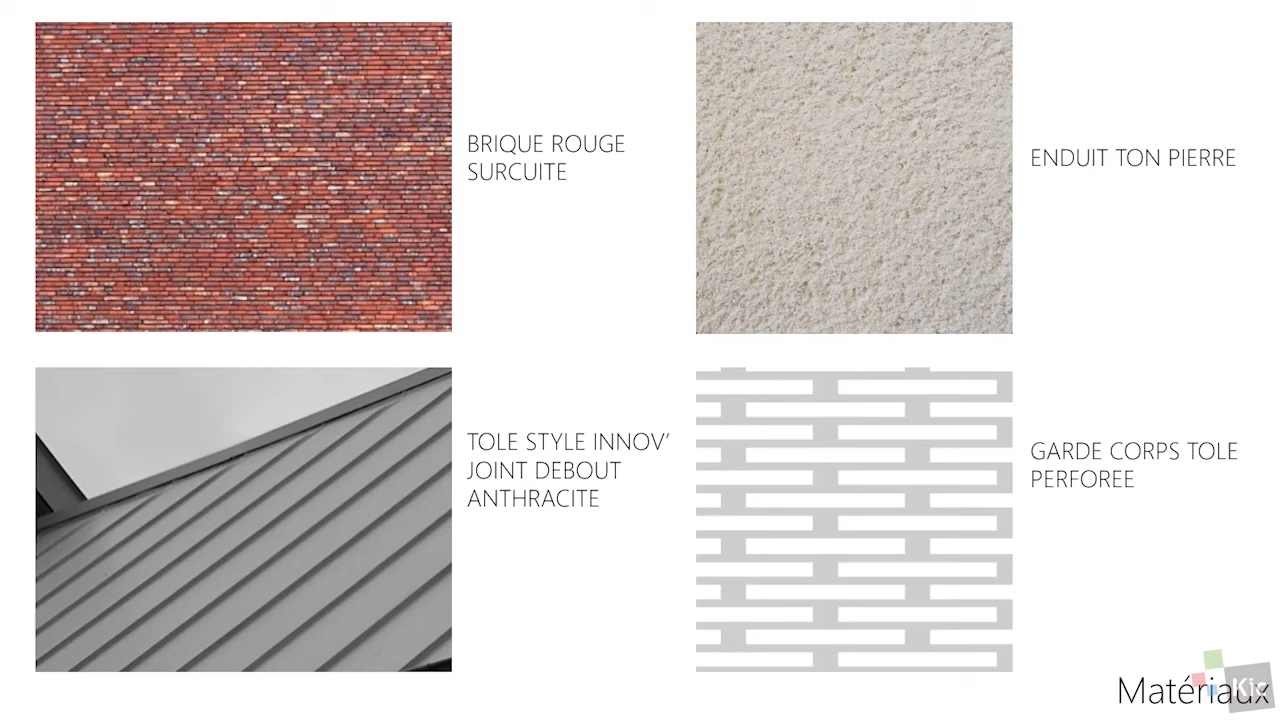 BRIQUE ROUGE
SURCUITE
ENDUIT TON PIERRE
TOLE STYLE INNOV’
JOINT DEBOUT
ANTHRACITE
GARDE CORPS TOLE
PERFOREE
Matériaux